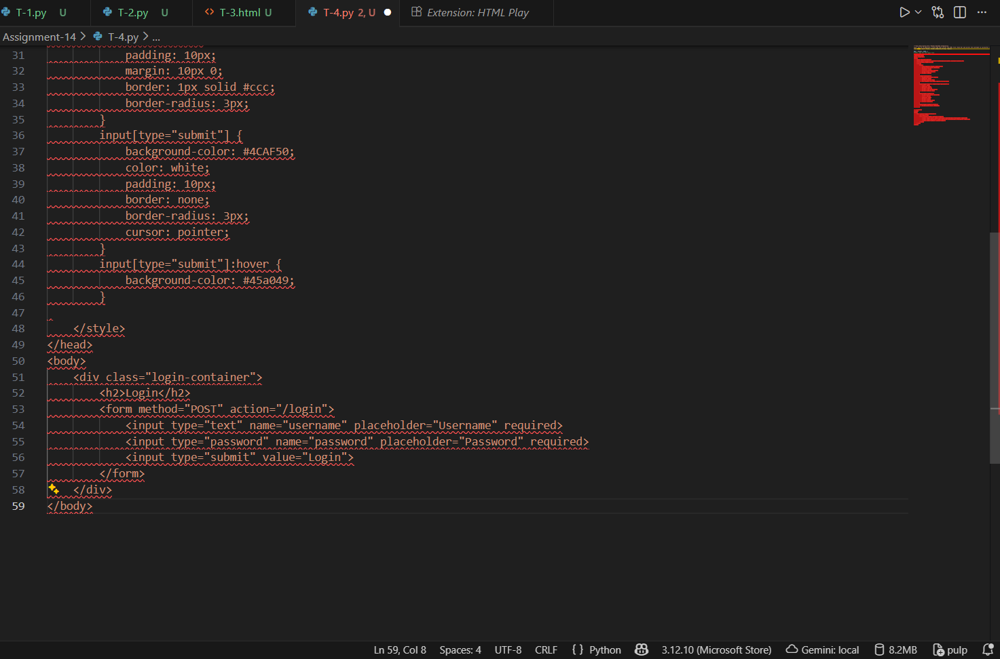 T-1.py U T-2.py U T-3.html U T-4.py 2, U Extension: HTML Play
Assignment-14 > T-4.py > ...
31 padding: 10px;
32 margin: 10px 0;
33 border: 1px solid #ccc;
34 border-radius: 3px;
35 }
36 input[type="submit"] {
37 background-color: #4CAF50;
38 color: white;
39 padding: 10px;
40 border: none;
41 border-radius: 3px;
42 cursor: pointer;
43 }
44 input[type="submit"]:hover {
45 background-color: #45a049;
46 }
47
48 </style>
49 </head>
50 <body>
51 <div class="login-container">
52 <h2>Login</h2>
53 <form method="POST" action="/login">
54 <input type="text" name="username" placeholder="Username" required>
55 <input type="password" name="password" placeholder="Password" required>
56 <input type="submit" value="Login">
57 </form>
58 </div>
59 </body>
Ln 59, Col 8 Spaces: 4 UTF-8 CRLF {} Python 3.12.10 (Microsoft Store) Gemini: local 8.2MB pulp